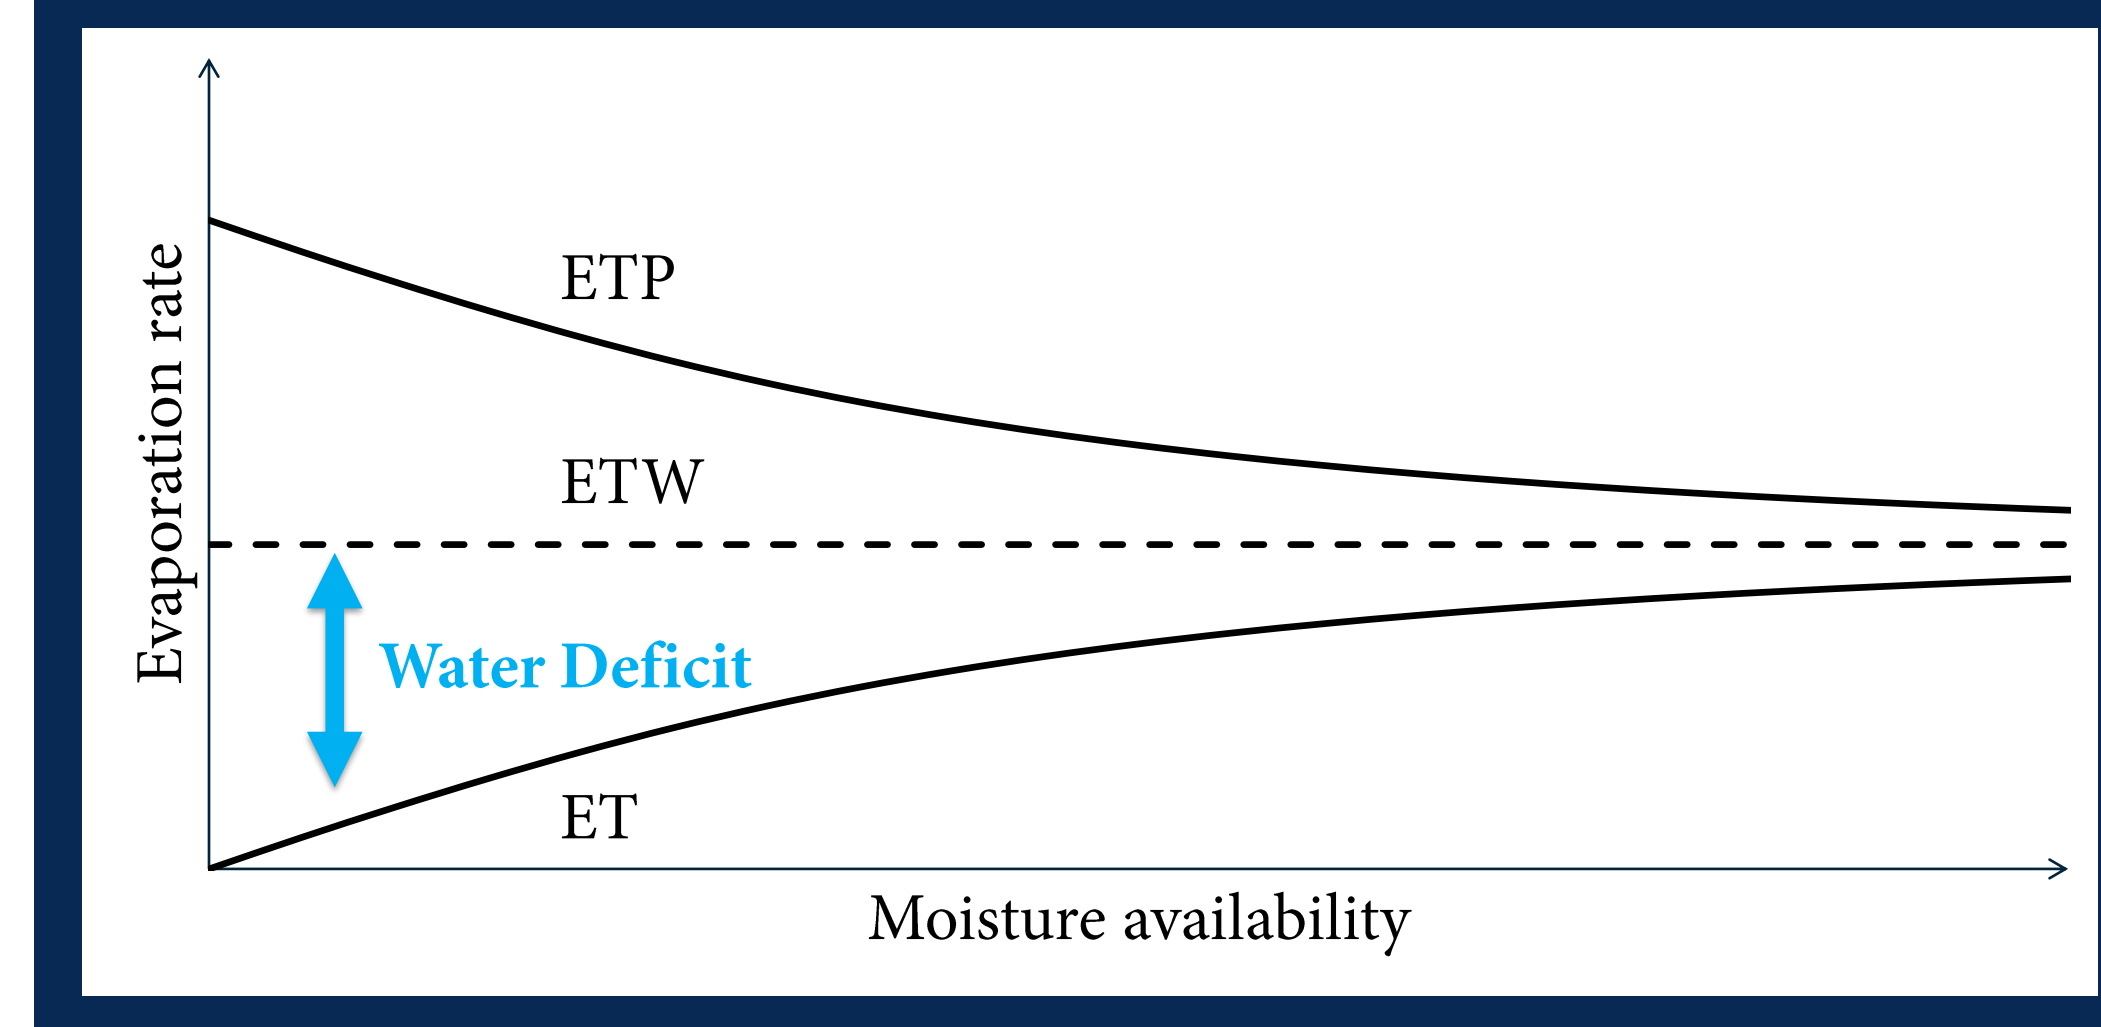 Evaporation rate
ETP
ETW
Water Deficit
ET
Moisture availability